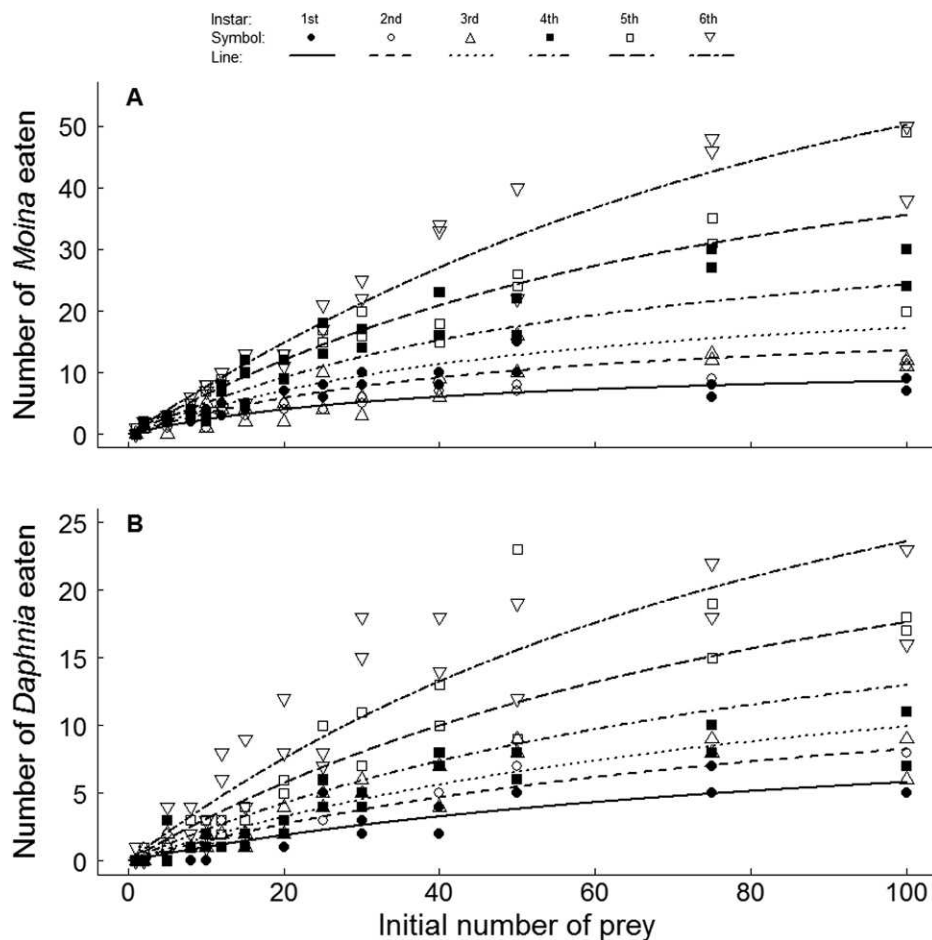 Instar: 1st 2nd 3rd 4th 5th 6th
Symbol:
Line:
A
Number of Moina eaten
50
40
30
20
10
0
B
Number of Daphnia eaten
25
20
15
10
5
0
0 20 40 60 80 100
Initial number of prey